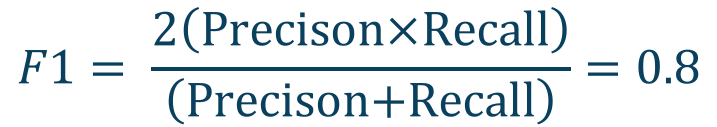 F1 = 2(Precison×Recall) / (Precison+Recall) = 0.8